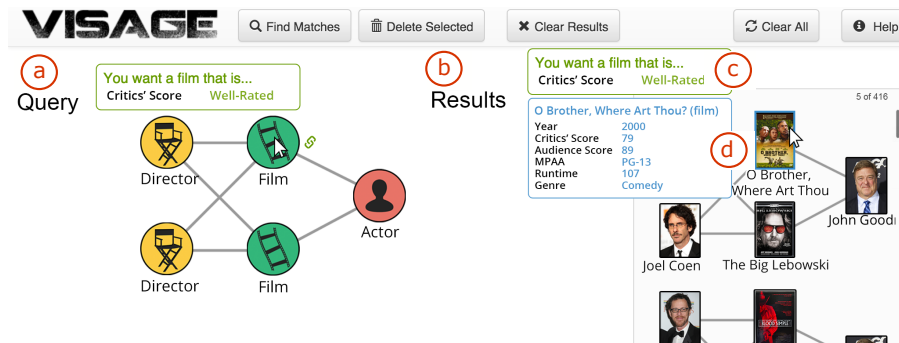 VISAGE
Find Matches
Delete Selected
Clear Results
Clear All
Help
a
Query
You want a film that is...
Critics' Score Well-Rated
Director
Film
Actor
Director
Film
b
Results
You want a film that is...
Critics' Score Well-Rated
c
5 of 416
O Brother, Where Art Thou? (film)
Year 2000
Critics' Score 79
Audience Score 89
MPAA PG-13
Runtime 107
Genre Comedy
d
O Brother,
Where Art Thou
John Good
Joel Coen
The Big Lebowski
BLOOD SIMPLE